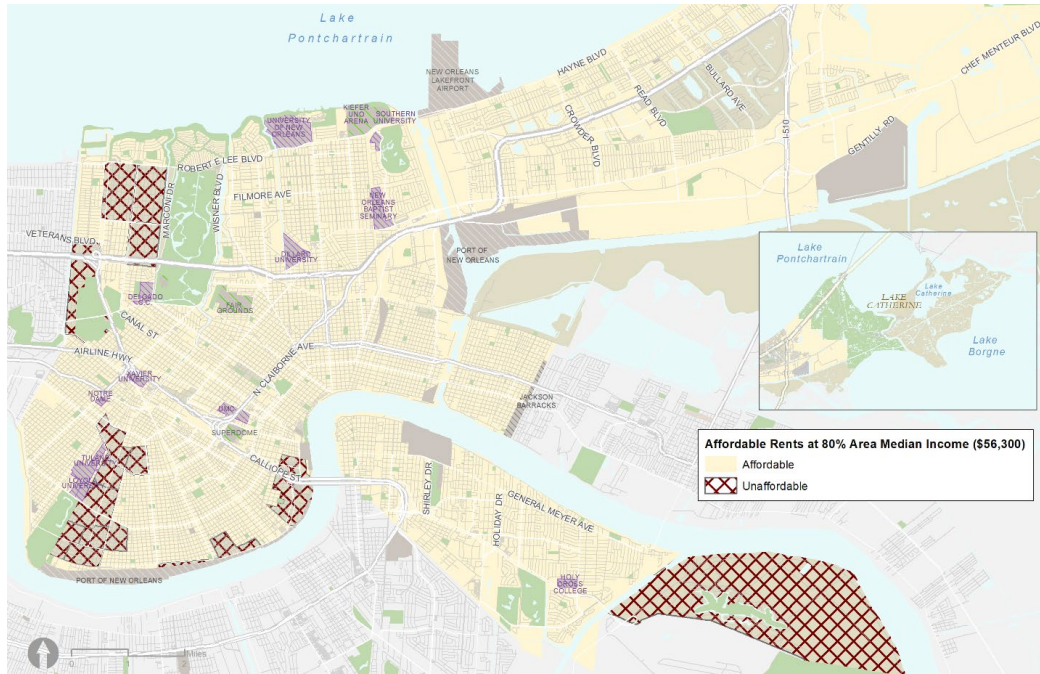 Lake
Pontchartrain
NEW ORLEANS
LAKEFRONT
AIRPORT
HAYNE BLVD
CHEF MENTEUR BLVD
BULLARD AVE
READ BLVD
CROWDER BLVD
I-510
GENTILLY RD
KIEFER
UNO
ARENA
SOUTHERN
UNIVERSITY
UNIVERSITY
OF NEW
ORLEANS
ROBERT E LEE BLVD
MARCONI DR
WISNER BLVD
FILMORE AVE
NEW
ORLEANS
BAPTIST
SEMINARY
VETERANS BLVD
DILLARD
UNIVERSITY
PORT OF
NEW ORLEANS
DELGADO
CANAL ST
FAIR
GROUNDS
AIRLINE HWY
N. CLAIBORNE AVE
XAVIER
UNIVERSITY
NOTRE
DAME
SUPERDOME
JACKSON
BARRACKS
TULANE
UNIVERSITY
LOYOLA
UNIVERSITY
CALLIOPE ST
SHIRLEY DR
HOLIDAY DR
GENERAL MEYER AVE
PORT OF NEW ORLEANS
HOLY
CROSS
COLLEGE
Lake
Pontchartrain
LAKE
CATHERINE
Lake
Catherine
Lake
Borgne
Affordable Rents at 80% Area Median Income ($56,300)
Affordable
Unaffordable
0
2
Miles